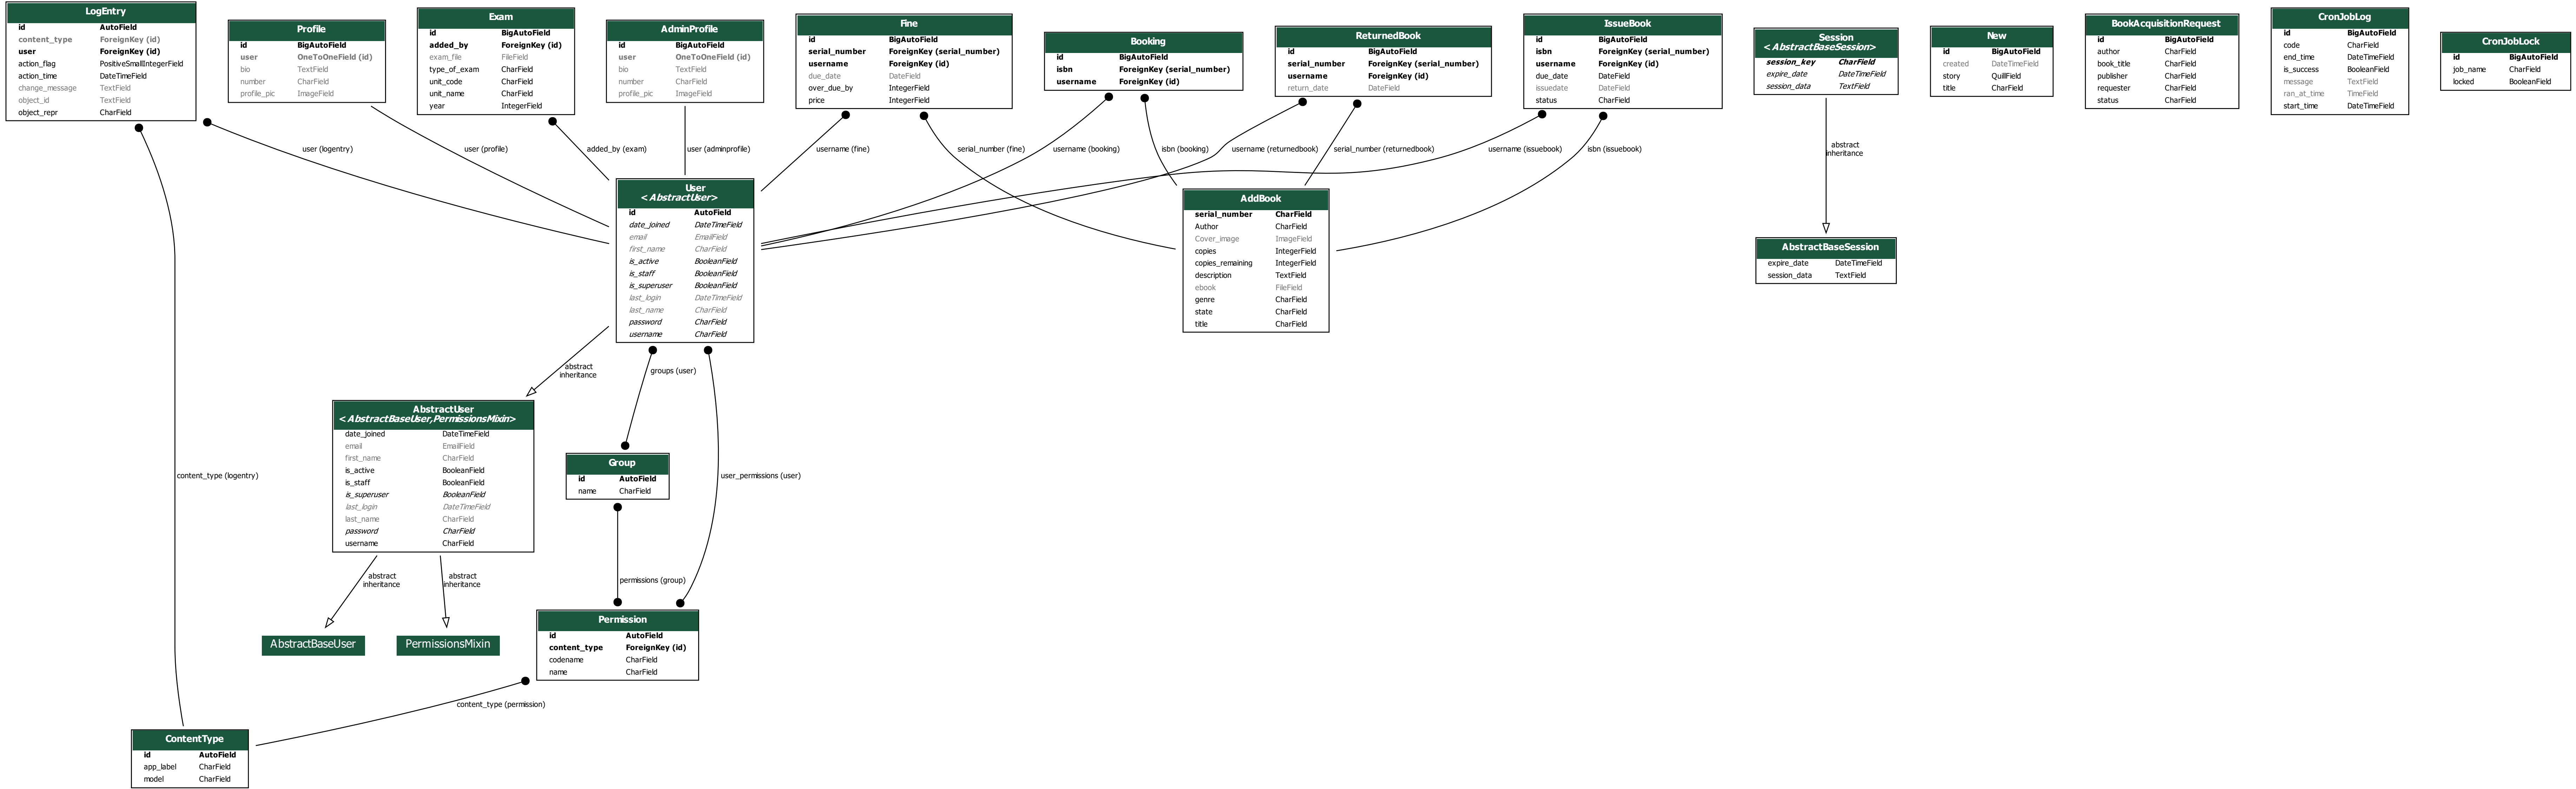 LogEntry
id AutoField
content_type ForeignKey (id)
user ForeignKey (id)
action_flag PositiveSmallIntegerField
action_time DateTimeField
change_message TextField
object_id TextField
object_repr CharField
Profile
id BigAutoField
user OneToOneField (id)
bio TextField
number CharField
profile_pic ImageField
Exam
id BigAutoField
added_by ForeignKey (id)
exam_file FileField
type_of_exam CharField
unit_code CharField
unit_name CharField
year IntegerField
AdminProfile
id BigAutoField
user OneToOneField (id)
bio TextField
number CharField
profile_pic ImageField
Fine
id BigAutoField
serial_number ForeignKey (serial_number)
username ForeignKey (id)
due_date DateField
over_due_by IntegerField
price IntegerField
Booking
id BigAutoField
isbn ForeignKey (serial_number)
username ForeignKey (id)
ReturnedBook
id BigAutoField
serial_number ForeignKey (serial_number)
username ForeignKey (id)
return_date DateField
IssueBook
id BigAutoField
isbn ForeignKey (serial_number)
username ForeignKey (id)
due_date DateField
issuedate DateField
status CharField
Session
<AbstractBaseSession>
session_key CharField
expire_date DateTimeField
session_data TextField
New
id BigAutoField
created DateTimeField
story QuillField
title CharField
BookAcquisitionRequest
id BigAutoField
author CharField
book_title CharField
publisher CharField
requester CharField
status CharField
CronJobLog
id BigAutoField
code CharField
end_time DateTimeField
is_success BooleanField
message TextField
ran_at_time TimeField
start_time DateTimeField
CronJobLock
id BigAutoField
job_name CharField
locked BooleanField
user (logentry)
user (profile)
added_by (exam)
user (adminprofile)
username (fine)
serial_number (fine)
username (booking)
isbn (booking)
username (returnedbook)
serial_number (returnedbook)
username (issuebook)
isbn (issuebook)
abstract
inheritance
User
<AbstractUser>
id AutoField
date_joined DateTimeField
email EmailField
first_name CharField
is_active BooleanField
is_staff BooleanField
is_superuser BooleanField
last_login DateTimeField
last_name CharField
password CharField
username CharField
AddBook
serial_number CharField
Author CharField
Cover_image ImageField
copies IntegerField
copies_remaining IntegerField
description TextField
ebook FileField
genre CharField
state CharField
title CharField
AbstractBaseSession
expire_date DateTimeField
session_data TextField
abstract
inheritance
groups (user)
AbstractUser
<AbstractBaseUser,PermissionsMixin>
date_joined DateTimeField
email EmailField
first_name CharField
is_active BooleanField
is_staff BooleanField
is_superuser BooleanField
last_login DateTimeField
last_name CharField
password CharField
username CharField
Group
id AutoField
name CharField
content_type (logentry)
user_permissions (user)
abstract
inheritance
abstract
inheritance
permissions (group)
AbstractBaseUser
PermissionsMixin
Permission
id AutoField
content_type ForeignKey (id)
codename CharField
name CharField
content_type (permission)
ContentType
id AutoField
app_label CharField
model CharField